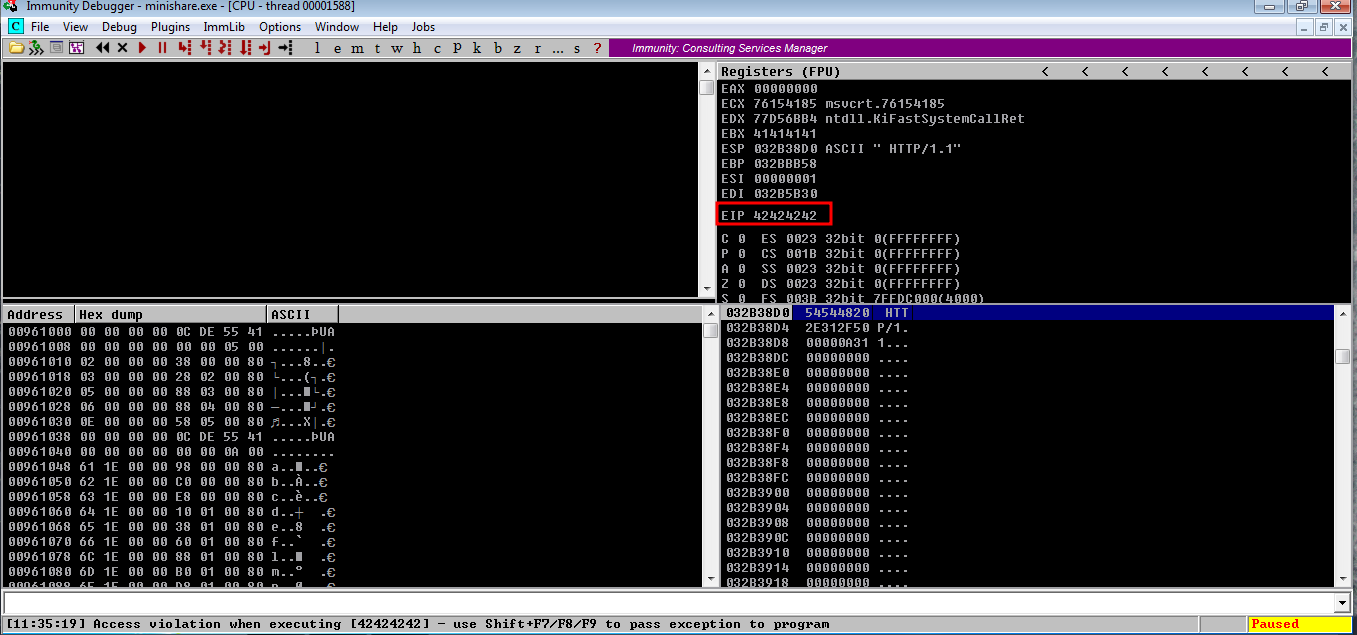 Immunity Debugger - minishare.exe - [CPU - thread 00001588]
C File View Debug Plugins ImmLib Options Window Help Jobs
l e m t w h c P k b z r ... s ? Immunity: Consulting Services Manager
Registers (FPU) < < < < < < < <
EAX 00000000
ECX 76154185 msvcrt.76154185
EDX 77D56BB4 ntdll.KiFastSystemCallRet
EBX 41414141
ESP 032B38D0 ASCII " HTTP/1.1"
EBP 032BBB58
ESI 00000001
EDI 032B5B30
EIP 42424242
C 0 ES 0023 32bit 0(FFFFFFFF)
P 0 CS 001B 32bit 0(FFFFFFFF)
A 0 SS 0023 32bit 0(FFFFFFFF)
Z 0 DS 0023 32bit 0(FFFFFFFF)
S 0 FS 003B 32bit 7FFDC000(4000)
Address Hex dump ASCII
00961000 00 00 00 00 0C DE 55 41 .....ÞUA
00961008 00 00 00 00 00 00 05 00 ......|.
00961010 02 00 00 00 38 00 00 80 ┐...8..€
00961018 03 00 00 00 28 02 00 80 └...(┐.€
00961020 05 00 00 00 88 03 00 80 |...█└.€
00961028 06 00 00 00 88 04 00 80 ─...█┘.€
00961030 0E 00 00 00 58 05 00 80 ♬...X|.€
00961038 00 00 00 00 0C DE 55 41 .....ÞUA
00961040 00 00 00 00 00 00 0A 00 ........
00961048 61 1E 00 00 98 00 00 80 a..█..€
00961050 62 1E 00 00 C0 00 00 80 b..À..€
00961058 63 1E 00 00 E8 00 00 80 c..è..€
00961060 64 1E 00 00 10 01 00 80 d..┼ .€
00961068 65 1E 00 00 38 01 00 80 e..8 .€
00961070 66 1E 00 00 60 01 00 80 f..` .€
00961078 6C 1E 00 00 88 01 00 80 l..█ .€
00961080 6D 1E 00 00 B0 01 00 80 m..° .€
00961088 6E 1E 00 00 D8 01 00 80 n..Ø .€
032B38D0 54544820 HTT
032B38D4 2E312F50 P/1.
032B38D8 00000A31 1...
032B38DC 00000000 ....
032B38E0 00000000 ....
032B38E4 00000000 ....
032B38E8 00000000 ....
032B38EC 00000000 ....
032B38F0 00000000 ....
032B38F4 00000000 ....
032B38F8 00000000 ....
032B38FC 00000000 ....
032B3900 00000000 ....
032B3904 00000000 ....
032B3908 00000000 ....
032B390C 00000000 ....
032B3910 00000000 ....
032B3914 00000000 ....
032B3918 00000000 ....
[11:35:19] Access violation when executing [42424242] - use Shift+F7/F8/F9 to pass exception to program
Paused